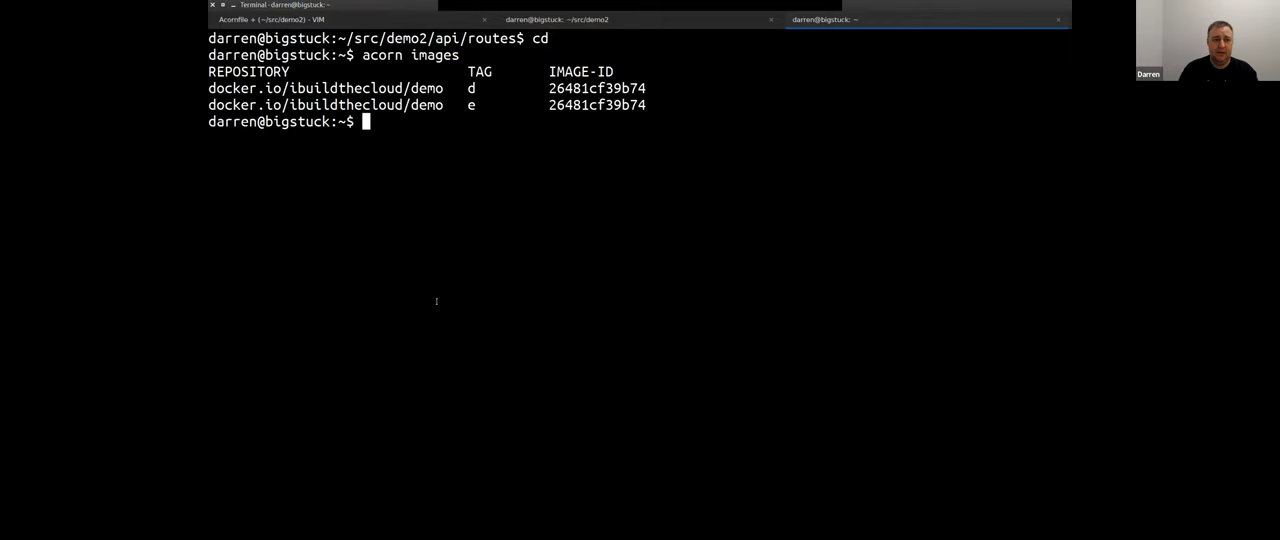 Terminal - darren@bigstuck: ~
Acornfile + (~/src/demo2) - VIM
darren@bigstuck: ~/src/demo2
darren@bigstuck: ~
darren@bigstuck:~/src/demo2/api/routes$ cd
darren@bigstuck:~$ acorn images
REPOSITORY TAG IMAGE-ID
docker.io/ibuildthecloud/demo d 26481cf39b74
docker.io/ibuildthecloud/demo e 26481cf39b74
darren@bigstuck:~$
Darren